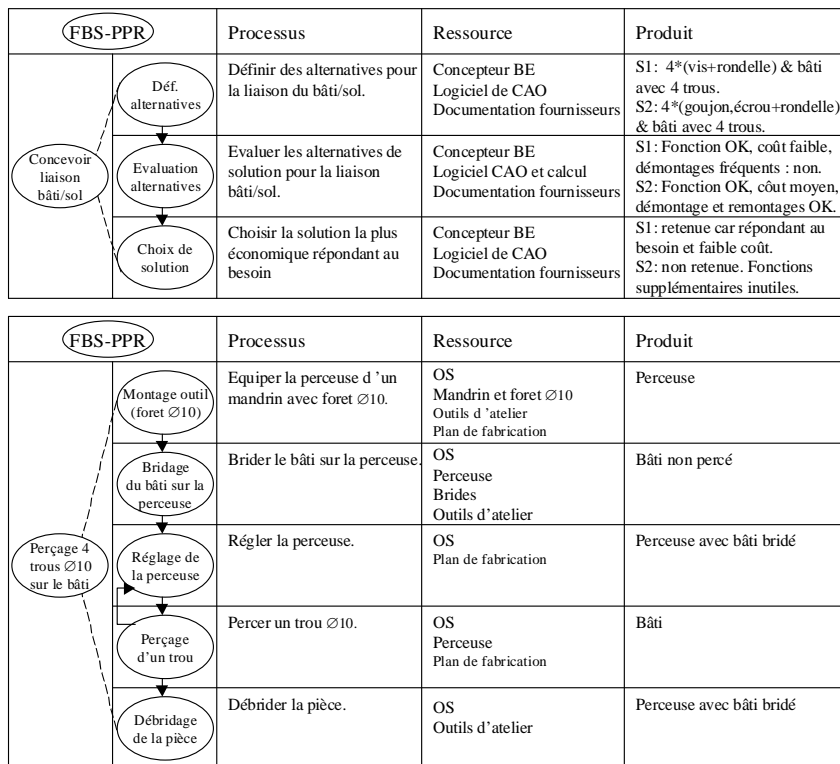 FBS-PPR
Processus
Ressource
Produit
Concevoir
liaison
bâti/sol
Déf.
alternatives
Définir des alternatives pour
la liaison du bâti/sol.
Concepteur BE
Logiciel de CAO
Documentation fournisseurs
S1: 4*(vis+rondelle) & bâti
avec 4 trous.
S2: 4*(goujon,écrou+rondelle)
& bâti avec 4 trous.
Evaluation
alternatives
Evaluer les alternatives de
solution pour la liaison
bâti/sol.
Concepteur BE
Logiciel CAO et calcul
Documentation fournisseurs
S1: Fonction OK, coût faible,
démontages fréquents : non.
S2: Fonction OK, côut moyen,
démontage et remontages OK.
Choix de
solution
Choisir la solution la plus
économique répondant au
besoin
Concepteur BE
Logiciel de CAO
Documentation fournisseurs
S1: retenue car répondant au
besoin et faible coût.
S2: non retenue. Fonctions
supplémentaires inutiles.
FBS-PPR
Processus
Ressource
Produit
Perçage 4
trous ∅10
sur le bâti
Montage outil
(foret ∅10)
Equiper la perceuse d ’un
mandrin avec foret ∅10.
OS
Mandrin et foret ∅10
Outils d ’atelier
Plan de fabrication
Perceuse
Bridage
du bâti sur la
perceuse
Brider le bâti sur la perceuse.
OS
Perceuse
Brides
Outils d’atelier
Bâti non percé
Réglage de
la perceuse
Régler la perceuse.
OS
Plan de fabrication
Perceuse avec bâti bridé
Perçage
d’un trou
Percer un trou ∅10.
OS
Perceuse
Plan de fabrication
Bâti
Débridage
de la pièce
Débrider la pièce.
OS
Outils d’atelier
Perceuse avec bâti bridé